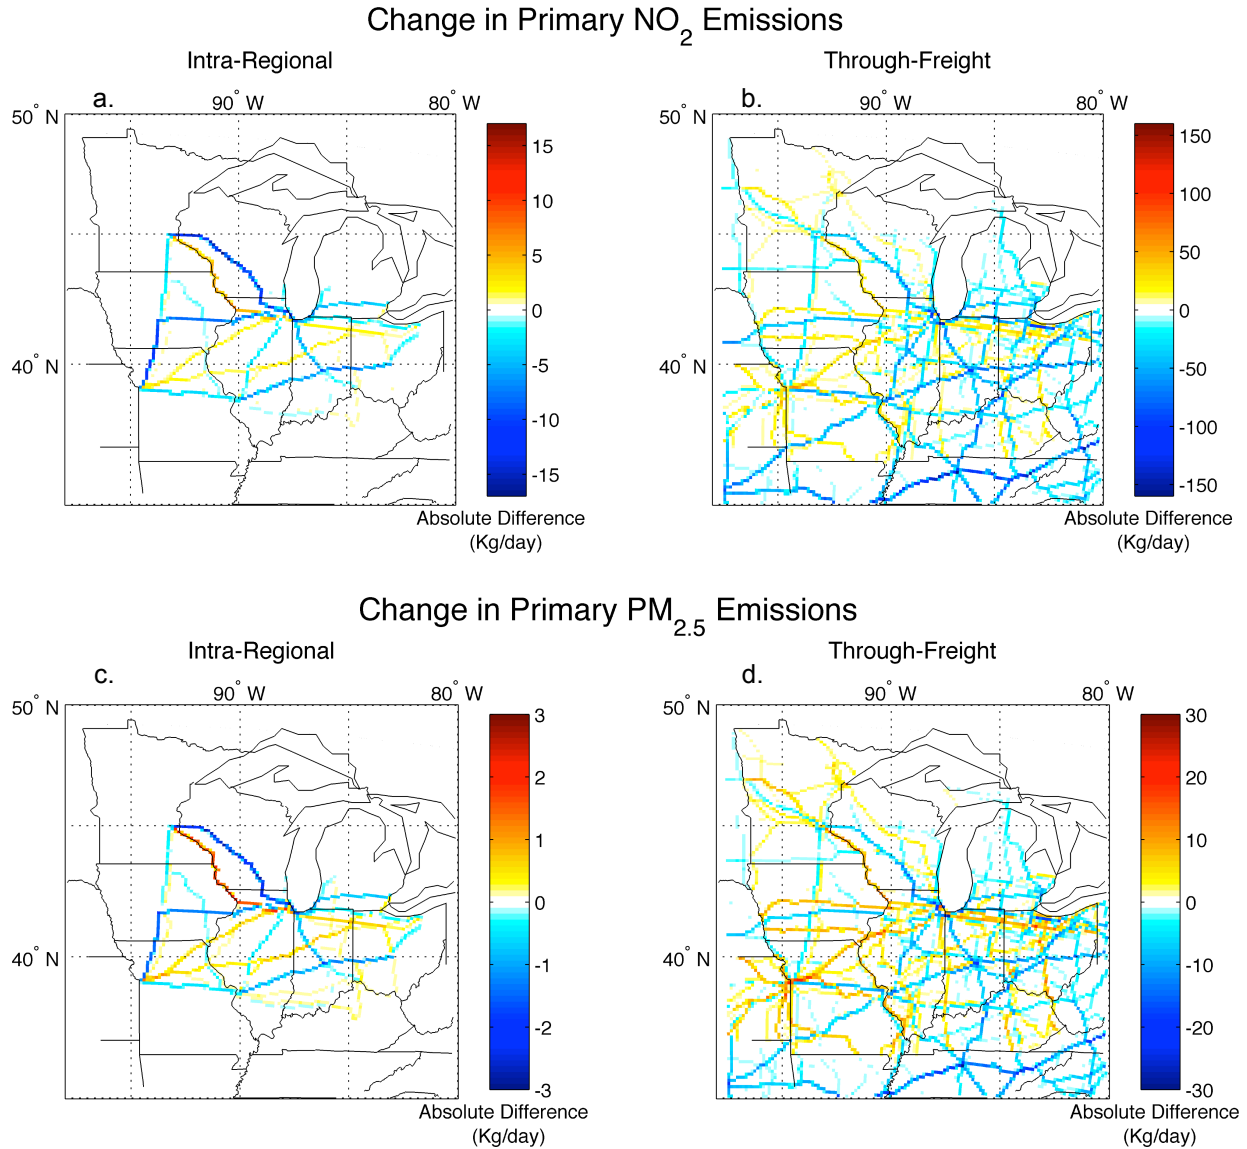 Change in Primary NO2 Emissions
Intra-Regional
Through-Freight
a.
90° W
80° W
50° N
40° N
15
10
5
0
-5
-10
-15
Absolute Difference
(Kg/day)
b.
90° W
80° W
50° N
40° N
150
100
50
0
-50
-100
-150
Absolute Difference
(Kg/day)
Change in Primary PM2.5 Emissions
Intra-Regional
Through-Freight
c.
90° W
80° W
50° N
40° N
3
2
1
0
-1
-2
-3
Absolute Difference
(Kg/day)
d.
90° W
80° W
50° N
40° N
30
20
10
0
-10
-20
-30
Absolute Difference
(Kg/day)